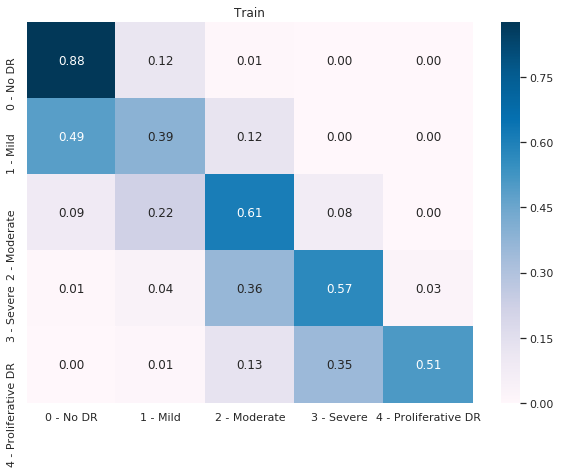 Train
0 - No DR
0.88 0.12 0.01 0.00 0.00
1 - Mild
0.49 0.39 0.12 0.00 0.00
2 - Moderate
0.09 0.22 0.61 0.08 0.00
3 - Severe
0.01 0.04 0.36 0.57 0.03
4 - Proliferative DR
0.00 0.01 0.13 0.35 0.51
0 - No DR 1 - Mild 2 - Moderate 3 - Severe 4 - Proliferative DR
0.75
0.60
0.45
0.30
0.15
0.00